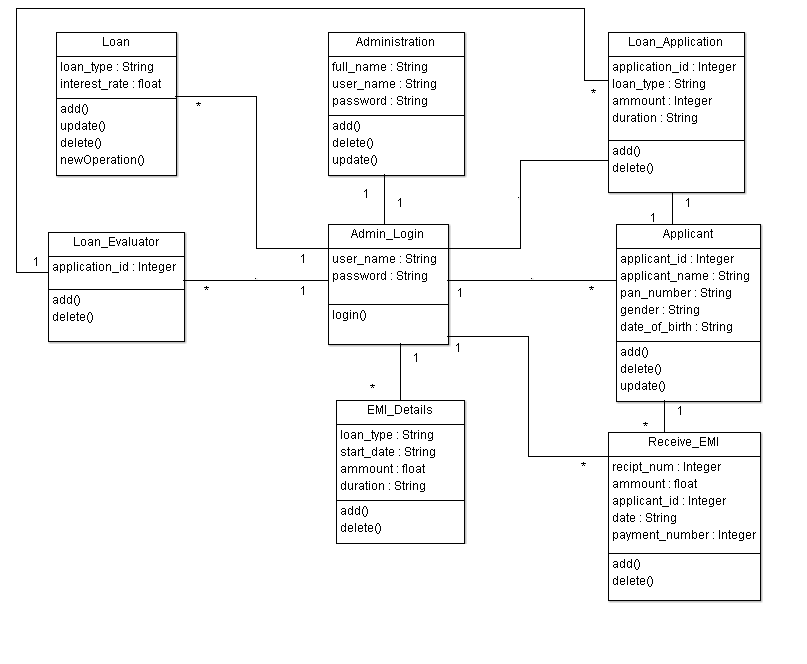 Loan
loan_type : String
interest_rate : float
add()
update()
delete()
newOperation()
*
Administration
full_name : String
user_name : String
password : String
add()
delete()
update()
1
1
Loan_Application
application_id : Integer
loan_type : String
ammount : Integer
duration : String
add()
delete()
*
1
1
Loan_Evaluator
application_id : Integer
add()
delete()
1
*
Admin_Login
user_name : String
password : String
login()
1
1
1
1
1
Applicant
applicant_id : Integer
applicant_name : String
pan_number : String
gender : String
date_of_birth : String
add()
delete()
update()
*
1
*
EMI_Details
loan_type : String
start_date : String
ammount : float
duration : String
add()
delete()
*
Receive_EMI
recipt_num : Integer
ammount : float
applicant_id : Integer
date : String
payment_number : Integer
add()
delete()
*